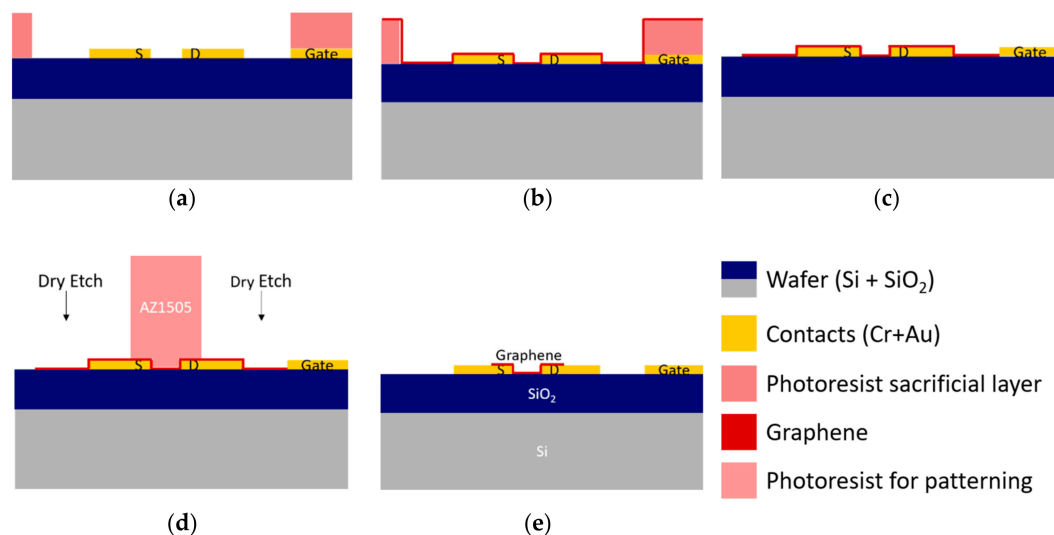 S D Gate
(a)
S D Gate
(b)
S D Gate
(c)
Dry Etch
AZ1505
Dry Etch
S D Gate
(d)
Graphene
S D Gate
SiO₂
Si
(e)
Wafer (Si + SiO₂)
Contacts (Cr+Au)
Photoresist sacrificial layer
Graphene
Photoresist for patterning